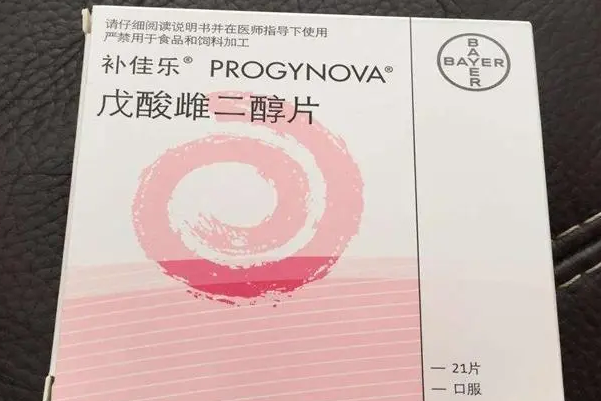 请仔细阅读说明书并在医师指导下使用
严禁用于食品和饲料加工
补佳乐® PROGYNOVA®
戊酸雌二醇片
BAYER
BAYER
— 21片
— 口服